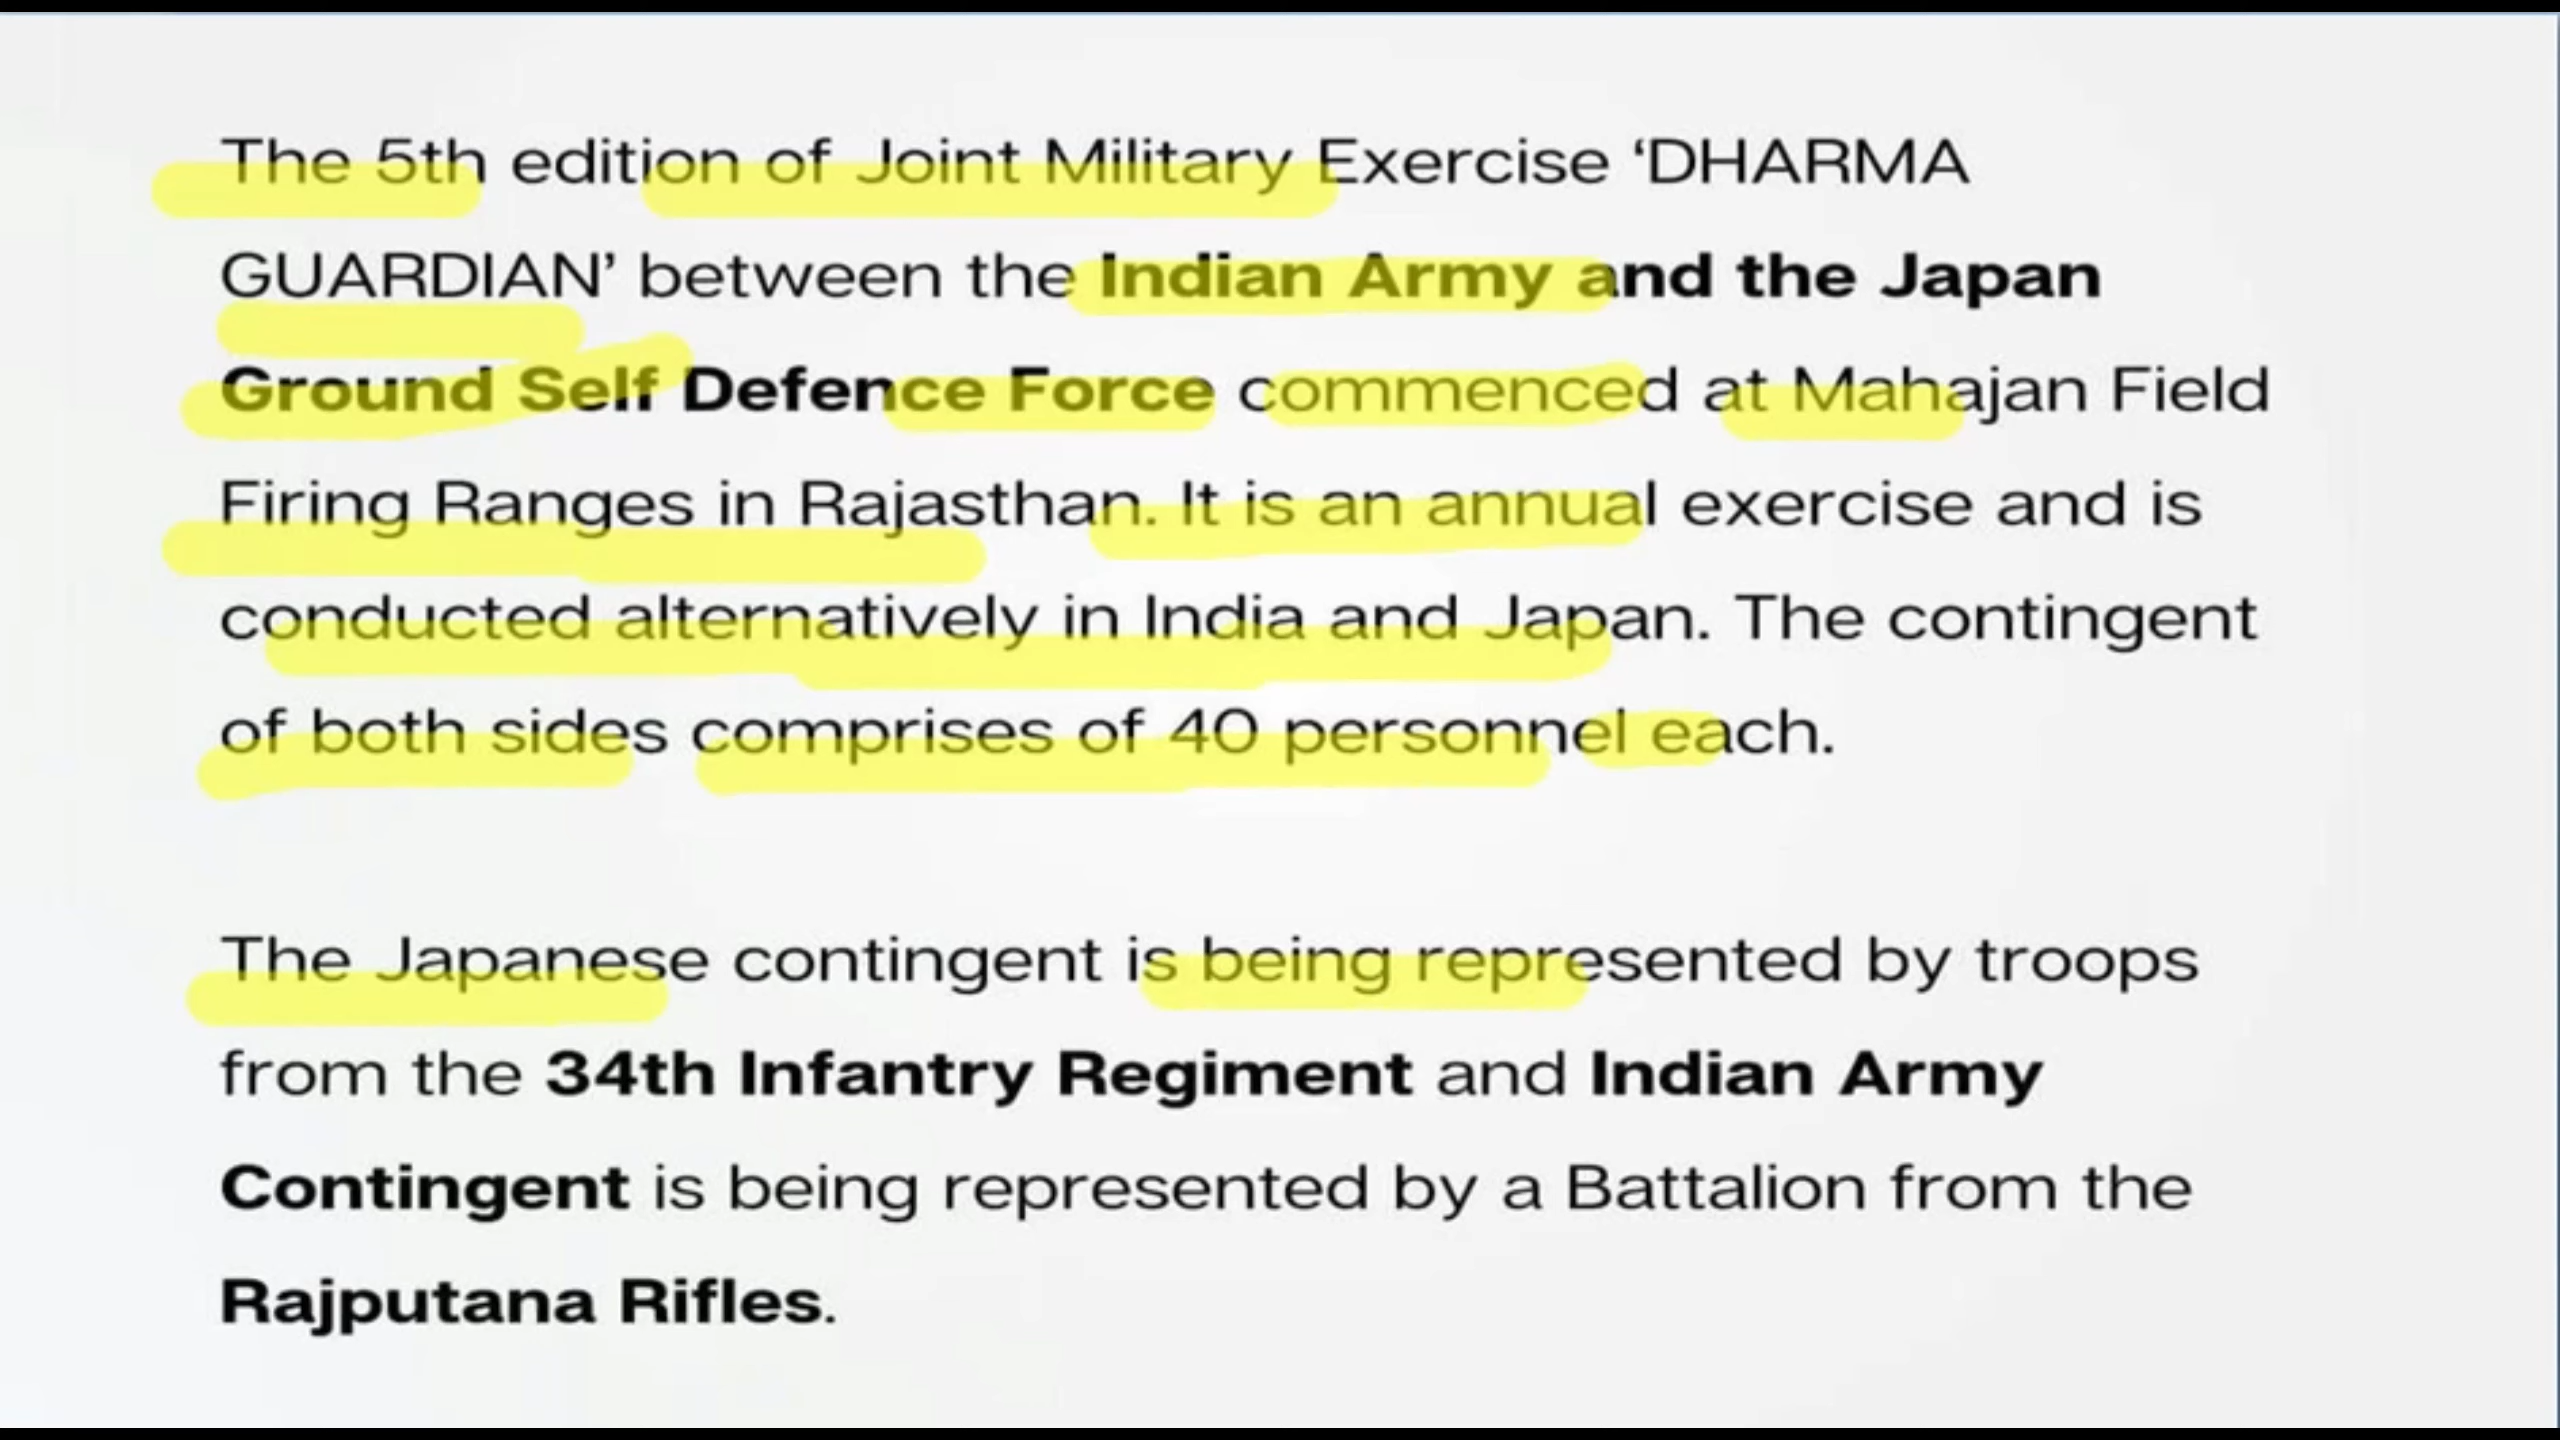 The 5th edition of Joint Military Exercise ‘DHARMA
GUARDIAN’ between the Indian Army and the Japan
Ground Self Defence Force commenced at Mahajan Field
Firing Ranges in Rajasthan. It is an annual exercise and is
conducted alternatively in India and Japan. The contingent
of both sides comprises of 40 personnel each.
The Japanese contingent is being represented by troops
from the 34th Infantry Regiment and Indian Army
Contingent is being represented by a Battalion from the
Rajputana Rifles.